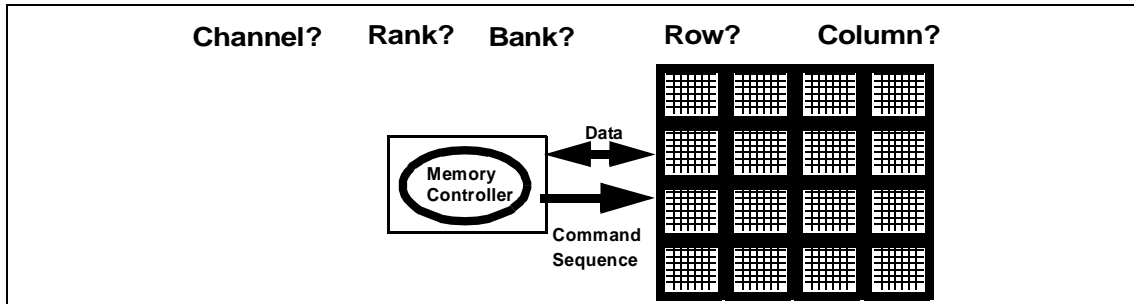 Channel? Rank? Bank? Row? Column?
Data
Memory
Controller
Command
Sequence